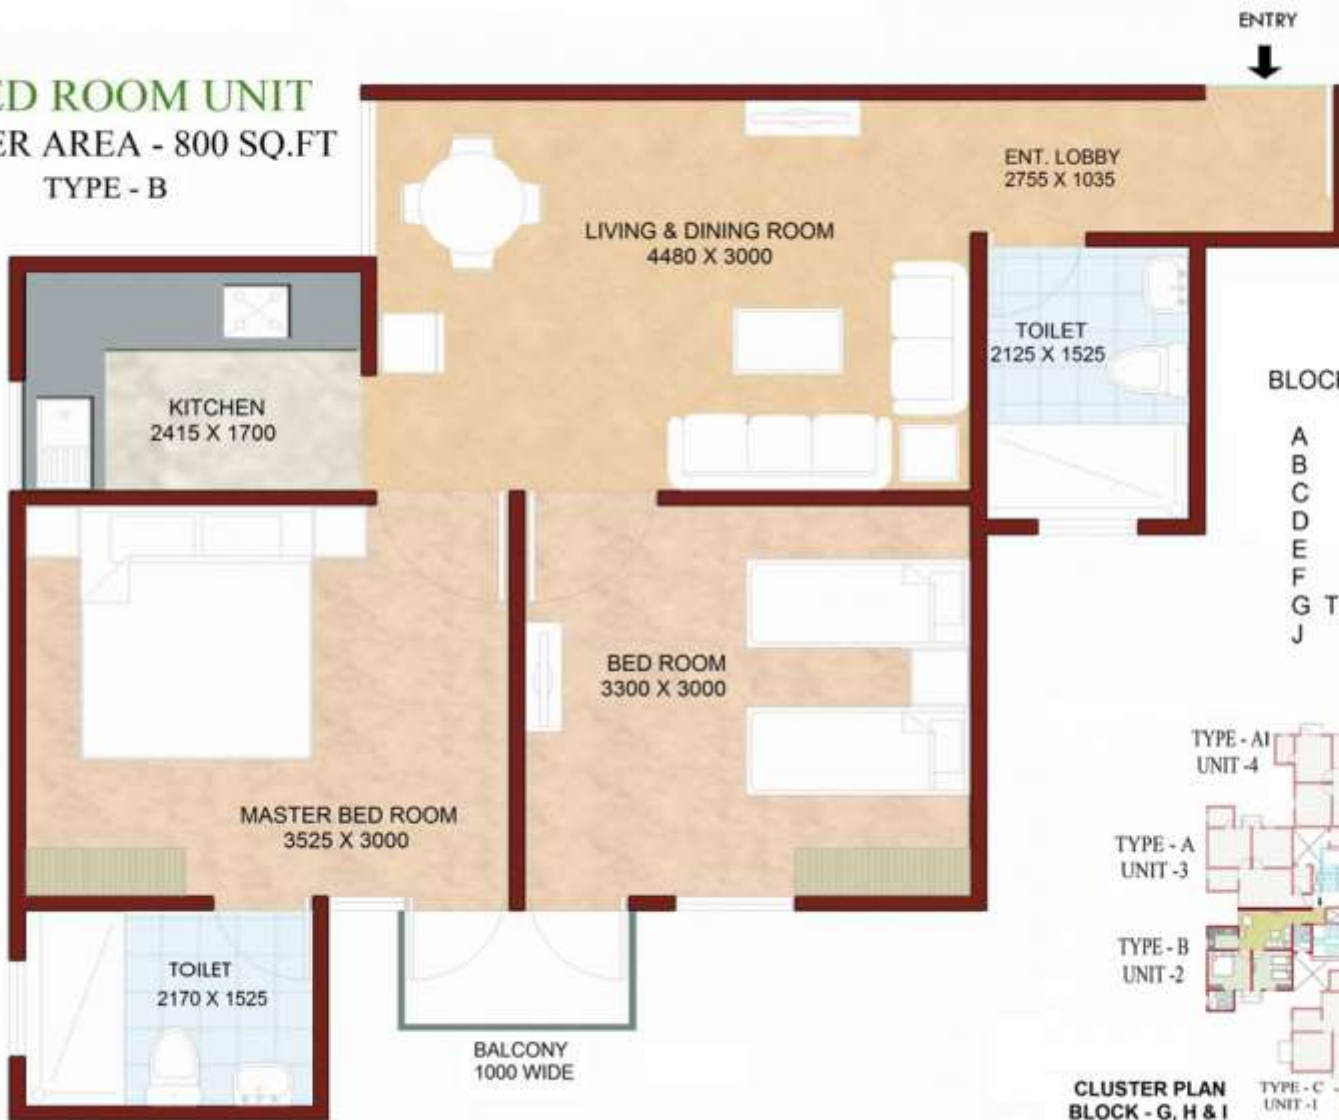 ENTRY
ED ROOM UNIT
ER AREA - 800 SQ.FT
TYPE - B
ENT. LOBBY
2755 X 1035
LIVING & DINING ROOM
4480 X 3000
TOILET
2125 X 1525
KITCHEN
2415 X 1700
BLOCK
A
B
C
D
E
F
G T
J
BED ROOM
3300 X 3000
MASTER BED ROOM
3525 X 3000
TOILET
2170 X 1525
BALCONY
1000 WIDE
TYPE - A1
UNIT -4
TYPE - A
UNIT -3
TYPE - B
UNIT -2
CLUSTER PLAN
BLOCK - G, H & I
TYPE - C -
UNIT -1